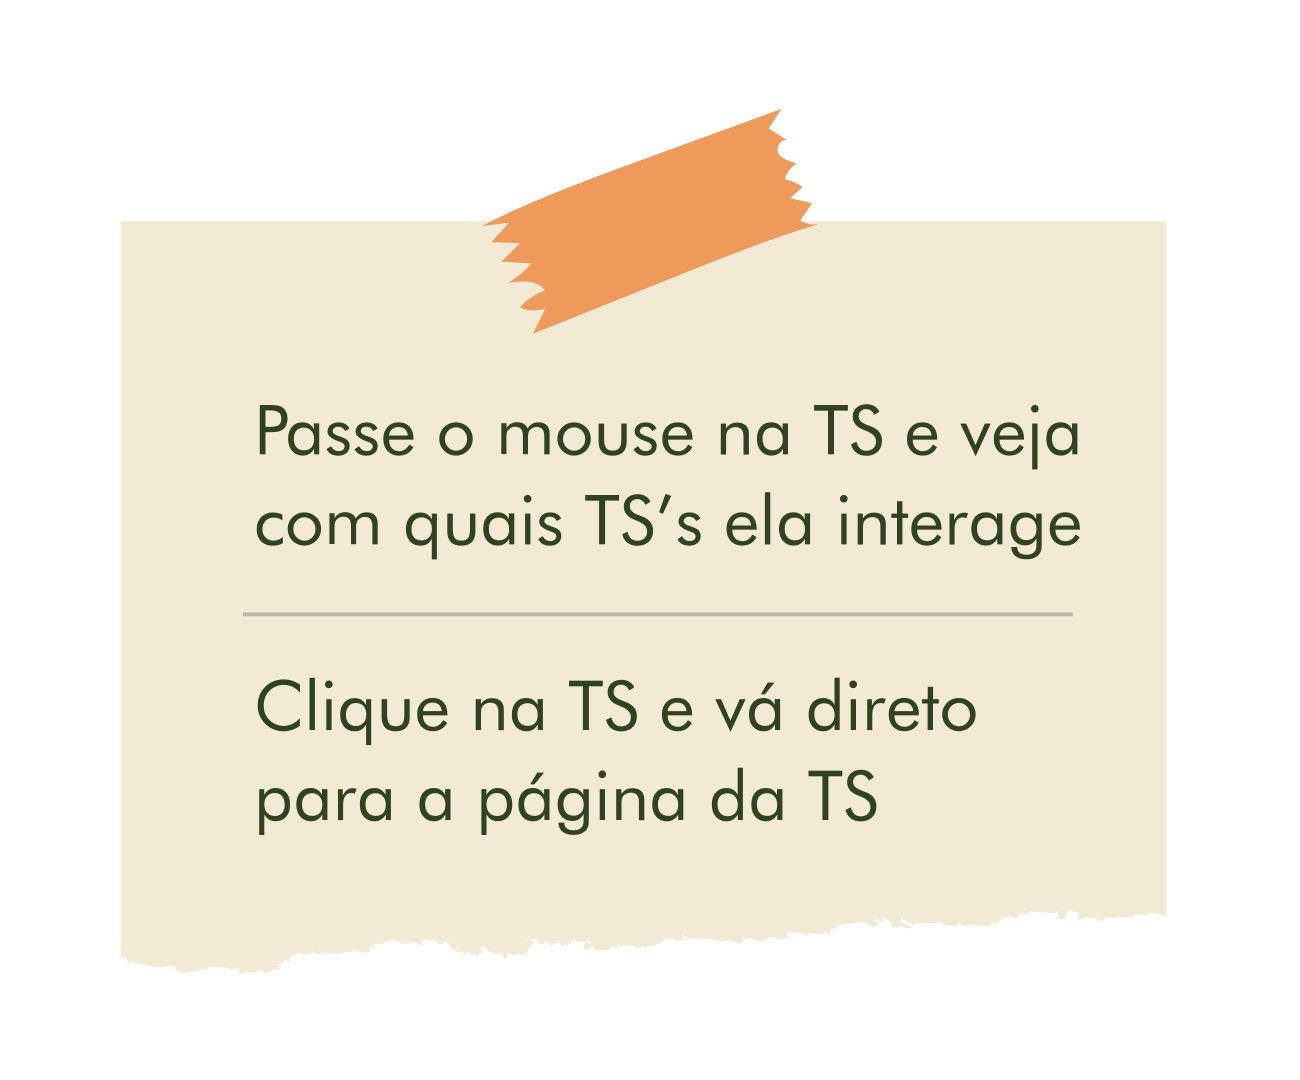 Passe o mouse na TS e veja
com quais TS’s ela interage
Clique na TS e vá direto
para a página da TS